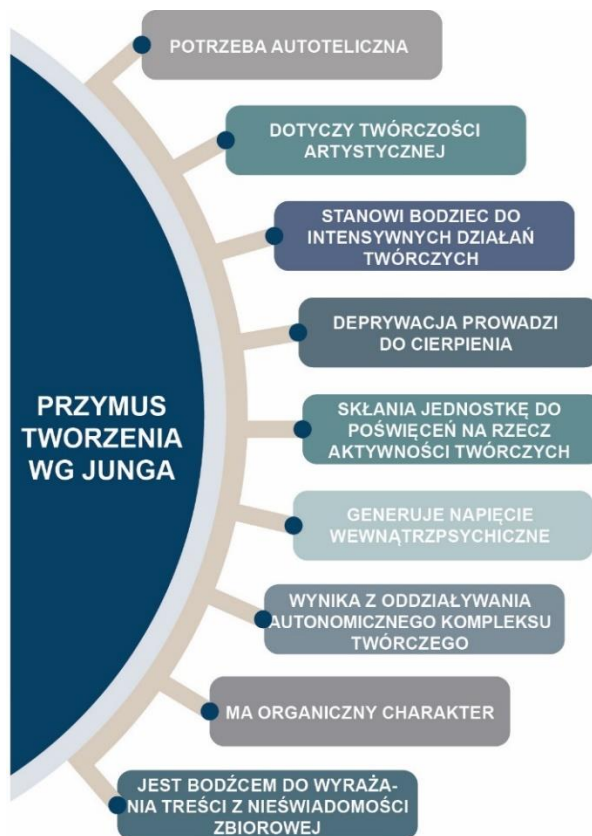 POTRZEBA AUTOTELICZNA
DOTYCZY TWÓRCZOŚCI
ARTYSTYCZNEJ
STANOWI BODZIEC DO
INTENSYWNYCH DZIAŁAŃ
TWÓRCZYCH
DEPRYWACJA PROWADZI
DO CIERPIENIA
PRZYMUS
TWORZENIA
WG JUNGA
SKŁANIA JEDNOSTKĘ DO
POŚWIĘCEŃ NA RZECZ
AKTYWNOŚCI TWÓRCZYCH
GENERUJE NAPIĘCIE
WEWNĄTRZPSYCHICZNE
WYNIKA Z ODDZIAŁYWANIA
AUTONOMICZNEGO KOMPLEKSU
TWÓRCZEGO
MA ORGANICZNY CHARAKTER
JEST BODŹCEM DO WYRAŻA-
NIA TREŚCI Z NIEŚWIADOMOŚCI
ZBIOROWEJ